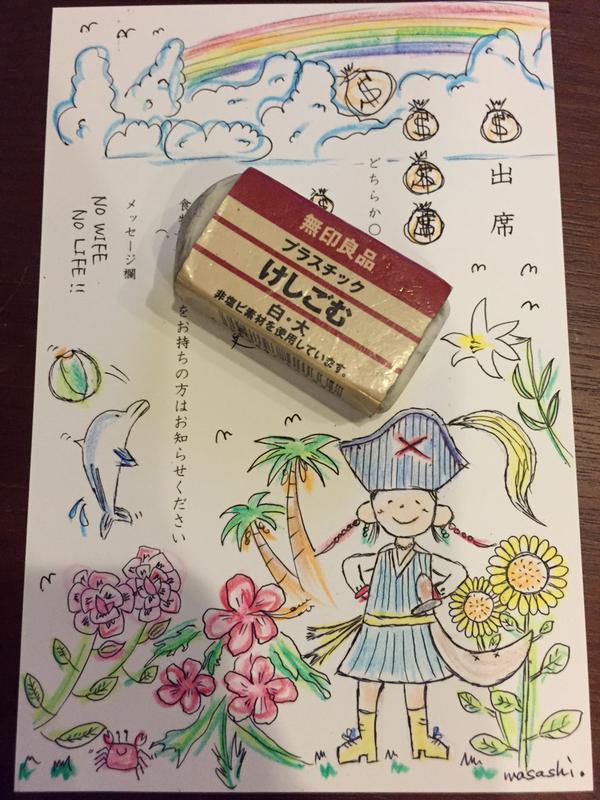 出席
どちらか〇
無印良品
プラスチック
けしごむ
白・大
非塩ビ素材を使用しています
食
をお持ちの方はお知らせください
メッセージ欄
NO WIFE
NO LIFE!!
masashi.